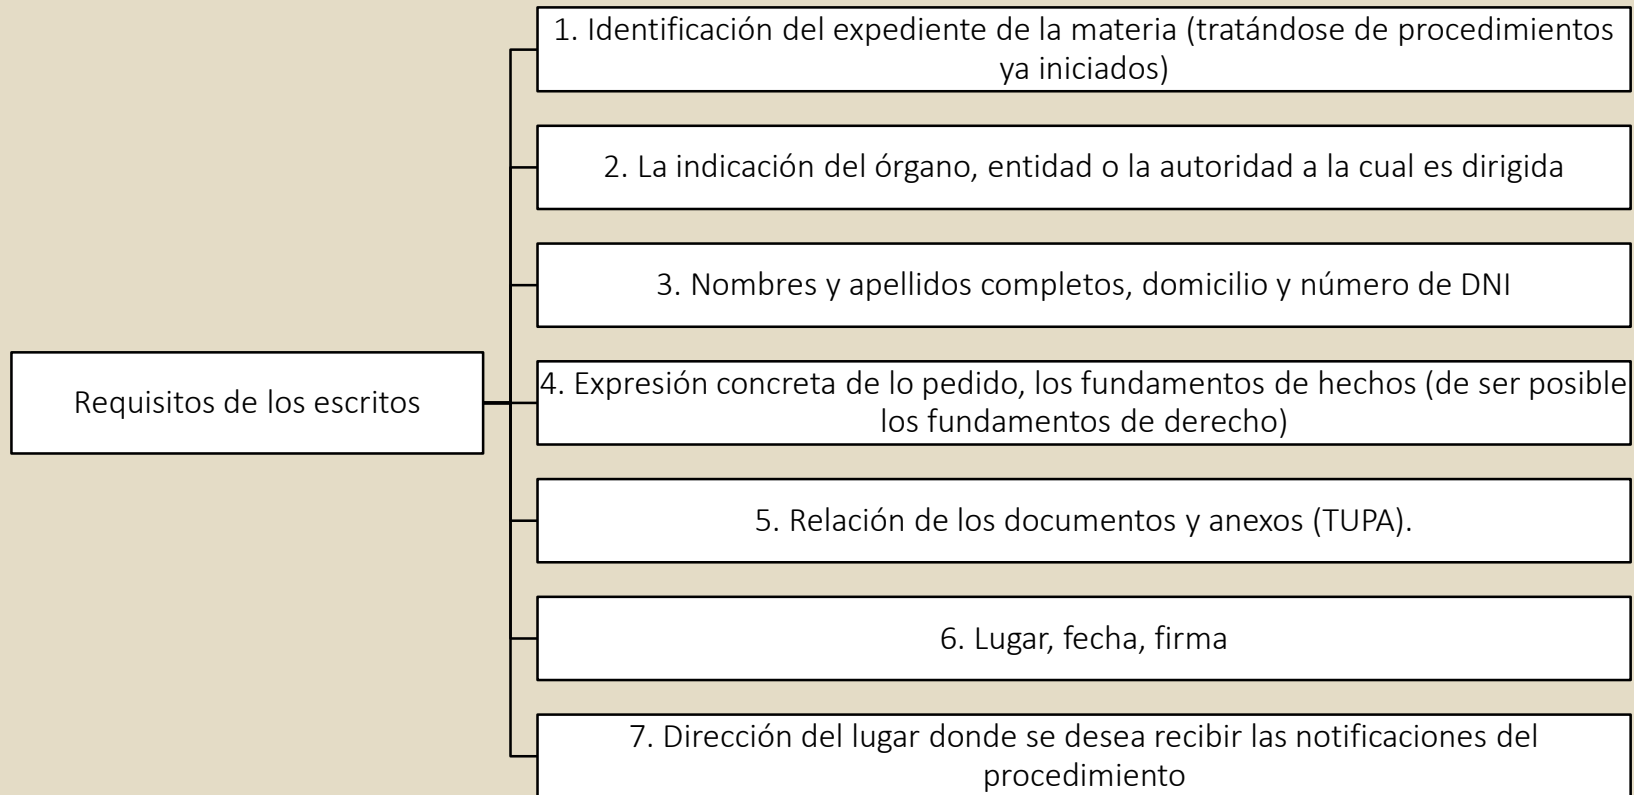 1. Identificación del expediente de la materia (tratándose de procedimientos
ya iniciados)
2. La indicación del órgano, entidad o la autoridad a la cual es dirigida
3. Nombres y apellidos completos, domicilio y número de DNI
Requisitos de los escritos
4. Expresión concreta de lo pedido, los fundamentos de hechos (de ser posible
los fundamentos de derecho)
5. Relación de los documentos y anexos (TUPA).
6. Lugar, fecha, firma
7. Dirección del lugar donde se desea recibir las notificaciones del
procedimiento